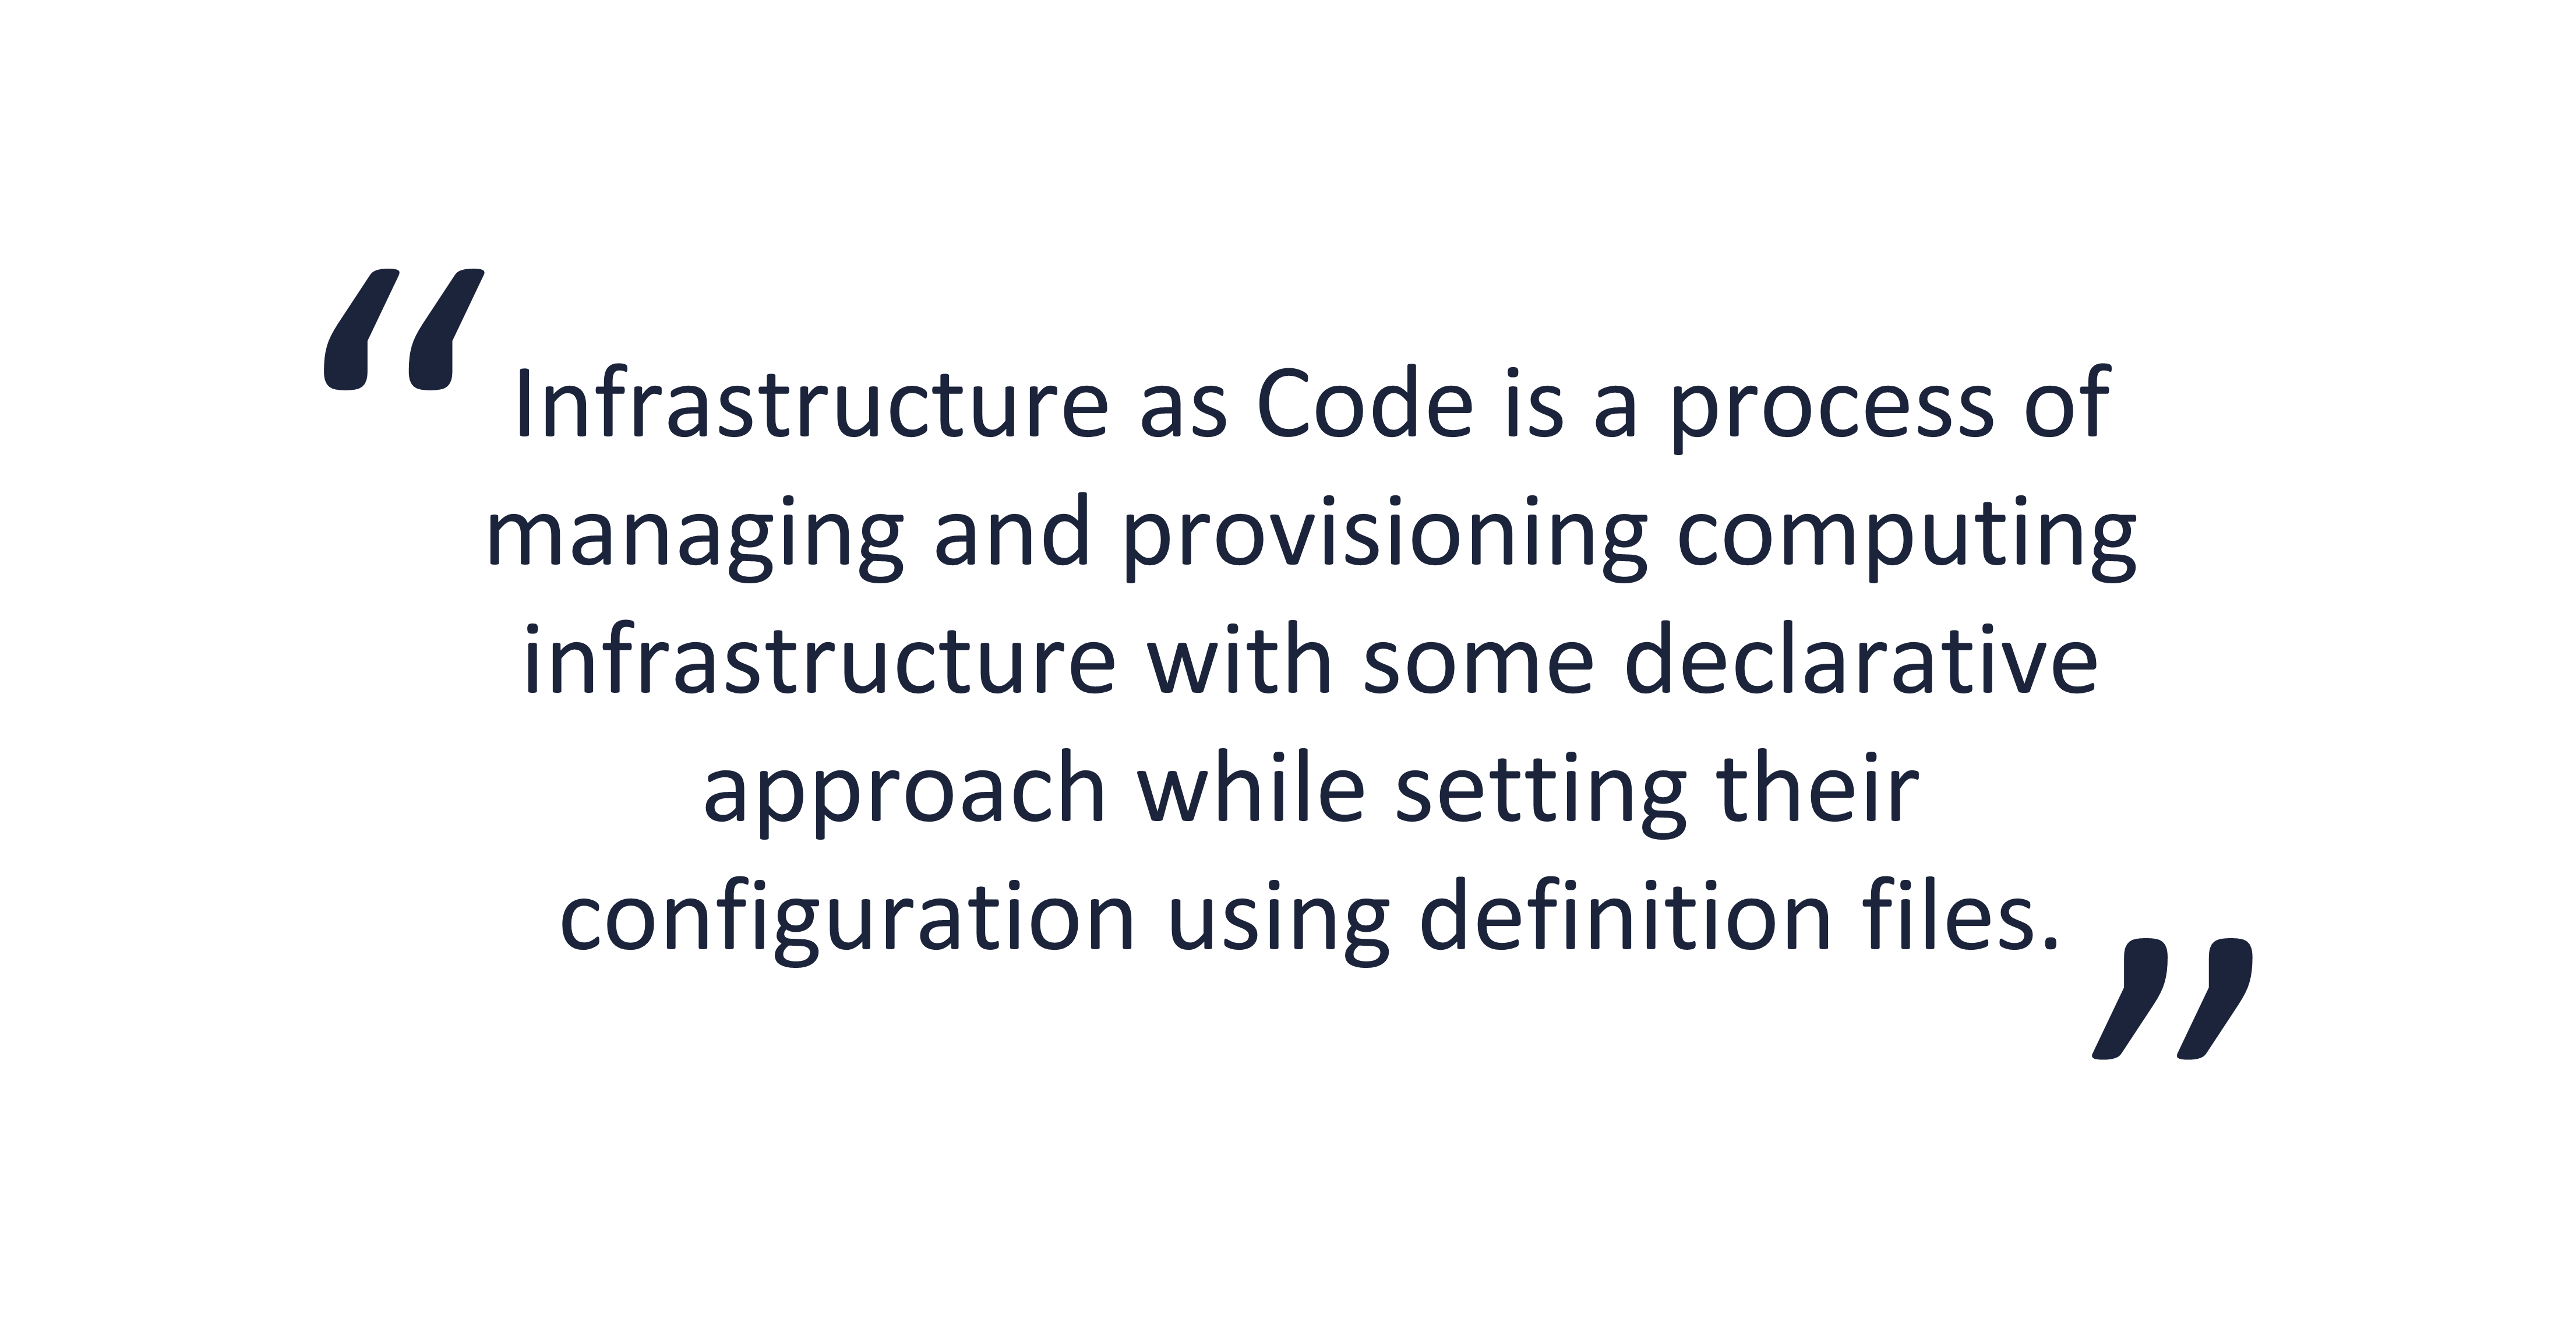 “Infrastructure as Code is a process of
managing and provisioning computing
infrastructure with some declarative
approach while setting their
configuration using definition files.”